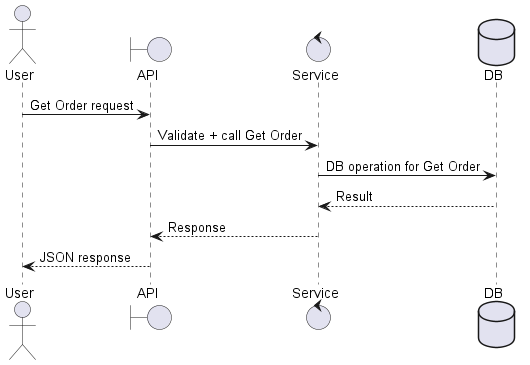 User
API
Service
DB
Get Order request
Validate + call Get Order
DB operation for Get Order
Result
Response
JSON response
User
API
Service
DB